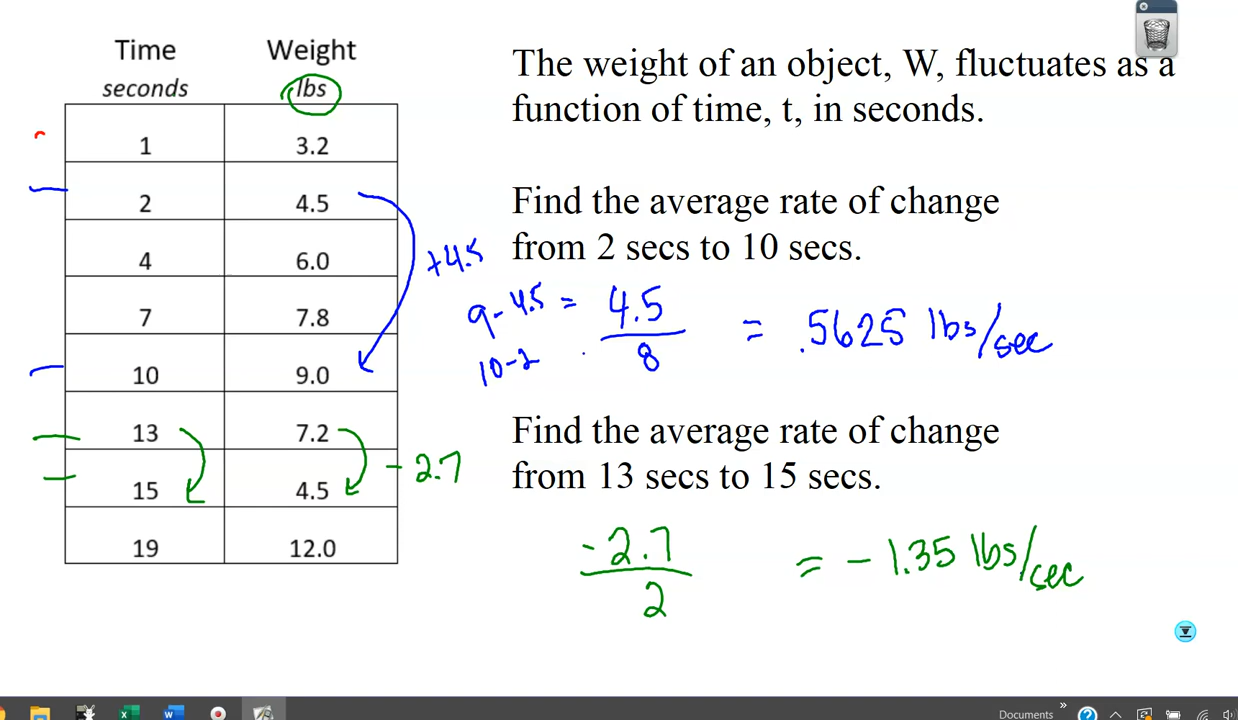 Time Weight
seconds lbs
1 3.2
2 4.5
4 6.0
7 7.8
10 9.0
13 7.2
15 4.5
19 12.0
+4.5
- 2.7
The weight of an object, W, fluctuates as a
function of time, t, in seconds.
Find the average rate of change
from 2 secs to 10 secs.
9 - 4.5 = 4.5 = .5625 lbs/sec
10 - 2 8
Find the average rate of change
from 13 secs to 15 secs.
-2.7 = - 1.35 lbs/sec
2
Documents »